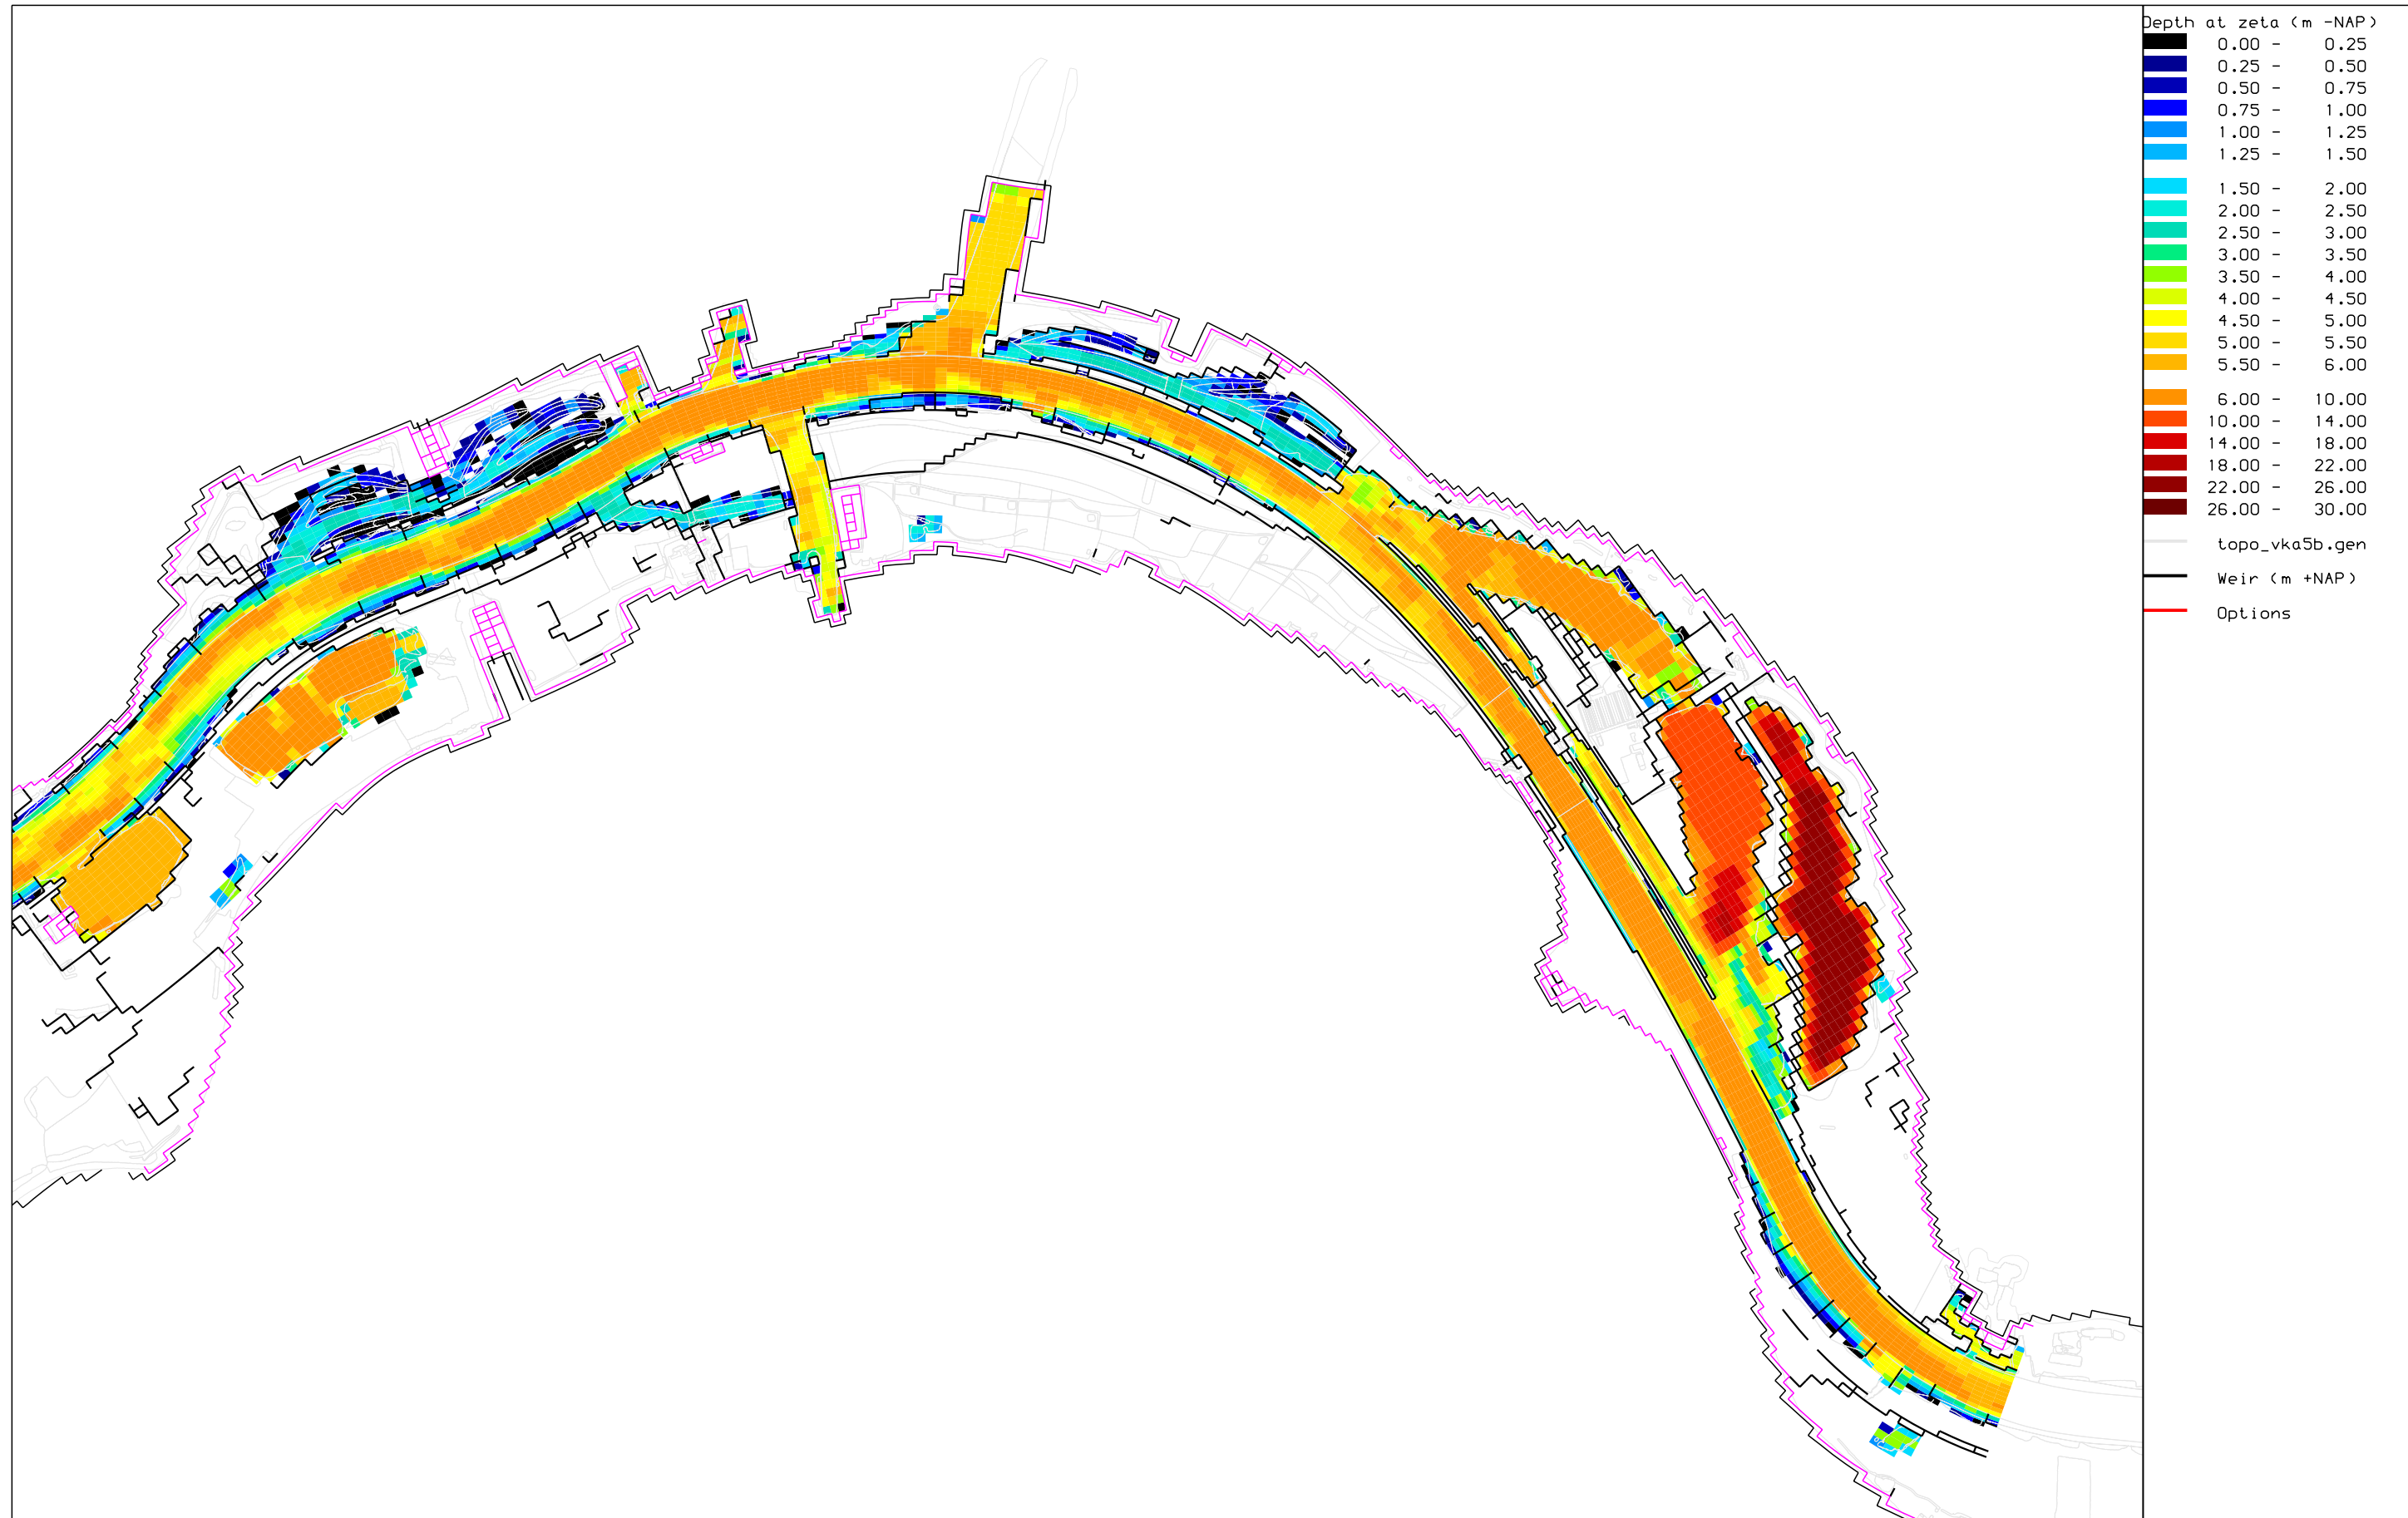 Depth at zeta (m -NAP)
0.00 - 0.25
0.25 - 0.50
0.50 - 0.75
0.75 - 1.00
1.00 - 1.25
1.25 - 1.50
1.50 - 2.00
2.00 - 2.50
2.50 - 3.00
3.00 - 3.50
3.50 - 4.00
4.00 - 4.50
4.50 - 5.00
5.00 - 5.50
5.50 - 6.00
6.00 - 10.00
10.00 - 14.00
14.00 - 18.00
18.00 - 22.00
22.00 - 26.00
26.00 - 30.00
topo_vka5b.gen
Weir (m +NAP)
Options